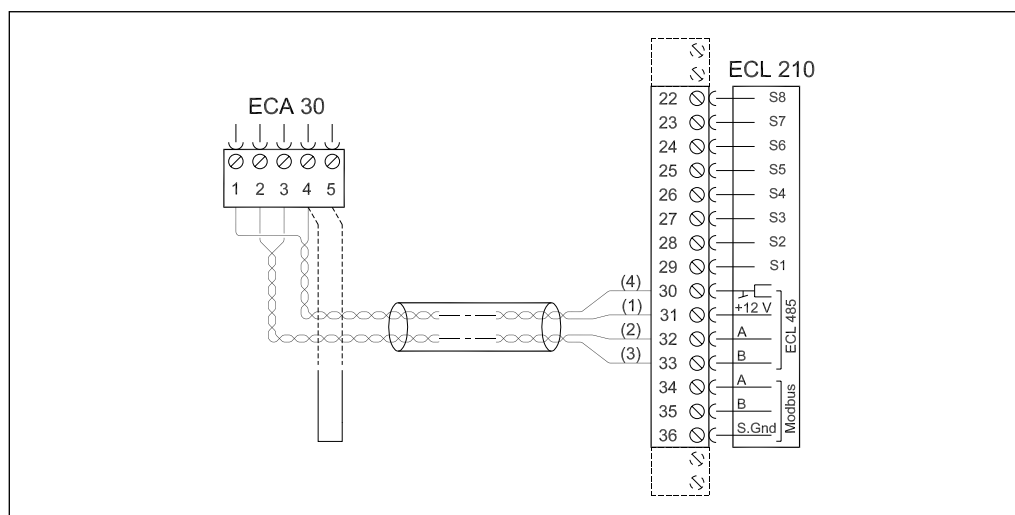 ECA 30
1 2 3 4 5
ECL 210
22 S8
23 S7
24 S6
25 S5
26 S4
27 S3
28 S2
29 S1
(4) 30
(1) 31 +12 V
(2) 32 A
(3) 33 B
ECL 485
34 A
35 B
36 S.Gnd
Modbus